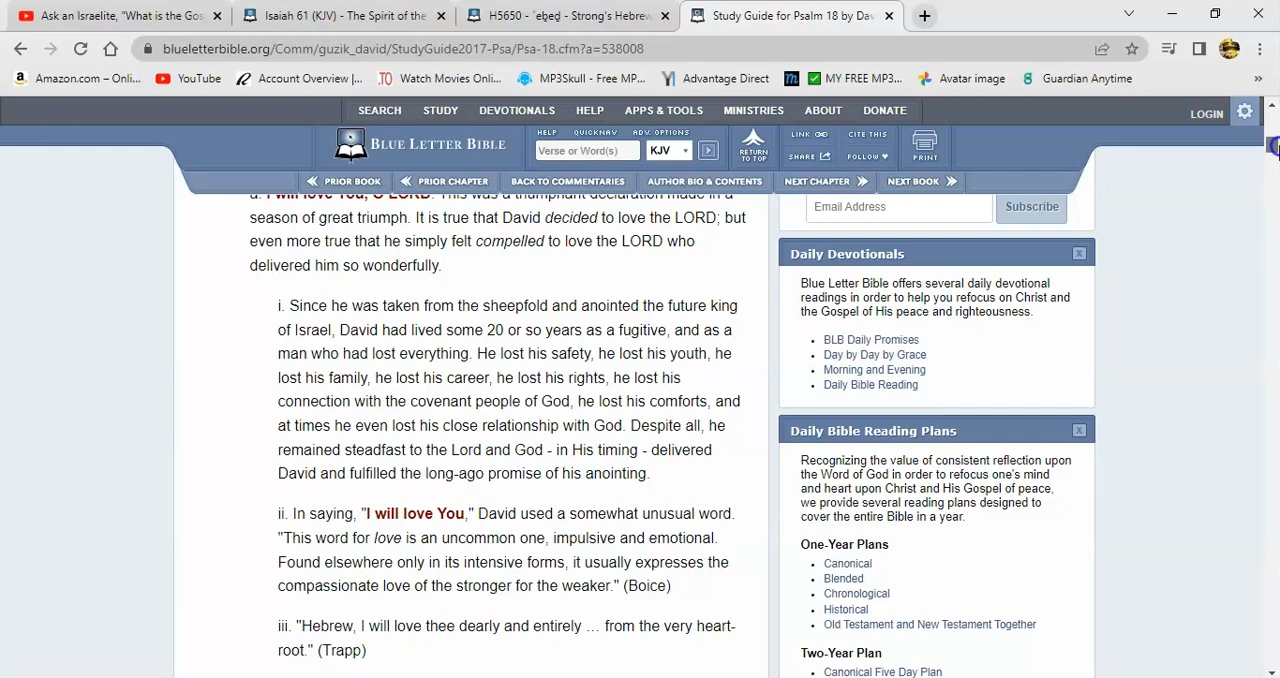 Ask an Israelite, "What is the Gos
Isaiah 61 (KJV) - The Spirit of the
H5650 - 'ebed - Strong's Hebrew
Study Guide for Psalm 18 by Dav
blueletterbible.org/Comm/guzik_david/StudyGuide2017-Psa/Psa-18.cfm?a=538008
Amazon.com – Onli...
YouTube
Account Overview |...
Watch Movies Onlin...
MP3Skull - Free MP...
Advantage Direct
MY FREE MP3...
Avatar image
Guardian Anytime
SEARCH STUDY DEVOTIONALS HELP APPS & TOOLS MINISTRIES ABOUT DONATE
LOGIN
BLUE LETTER BIBLE
HELP QUICKNAV ADV. OPTIONS
Verse or Word(s)
KJV
RETURN
TO TOP
LINK
CITE THIS
SHARE
FOLLOW
PRINT
PRIOR BOOK
PRIOR CHAPTER
BACK TO COMMENTARIES
AUTHOR BIO & CONTENTS
NEXT CHAPTER
NEXT BOOK
a. I will love You, O LORD: This was a triumphant declaration made in a
season of great triumph. It is true that David decided to love the LORD; but
even more true that he simply felt compelled to love the LORD who
delivered him so wonderfully.
i. Since he was taken from the sheepfold and anointed the future king
of Israel, David had lived some 20 or so years as a fugitive, and as a
man who had lost everything. He lost his safety, he lost his youth, he
lost his family, he lost his career, he lost his rights, he lost his
connection with the covenant people of God, he lost his comforts, and
at times he even lost his close relationship with God. Despite all, he
remained steadfast to the Lord and God - in His timing - delivered
David and fulfilled the long-ago promise of his anointing.
ii. In saying, "I will love You," David used a somewhat unusual word.
"This word for love is an uncommon one, impulsive and emotional.
Found elsewhere only in its intensive forms, it usually expresses the
compassionate love of the stronger for the weaker." (Boice)
iii. "Hebrew, I will love thee dearly and entirely … from the very heart-
root." (Trapp)
Email Address
Subscribe
Daily Devotionals
Blue Letter Bible offers several daily devotional
readings in order to help you refocus on Christ and
the Gospel of His peace and righteousness.
BLB Daily Promises
Day by Day by Grace
Morning and Evening
Daily Bible Reading
Daily Bible Reading Plans
Recognizing the value of consistent reflection upon
the Word of God in order to refocus one's mind
and heart upon Christ and His Gospel of peace,
we provide several reading plans designed to
cover the entire Bible in a year.
One-Year Plans
Canonical
Blended
Chronological
Historical
Old Testament and New Testament Together
Two-Year Plan
Canonical Five Day Plan